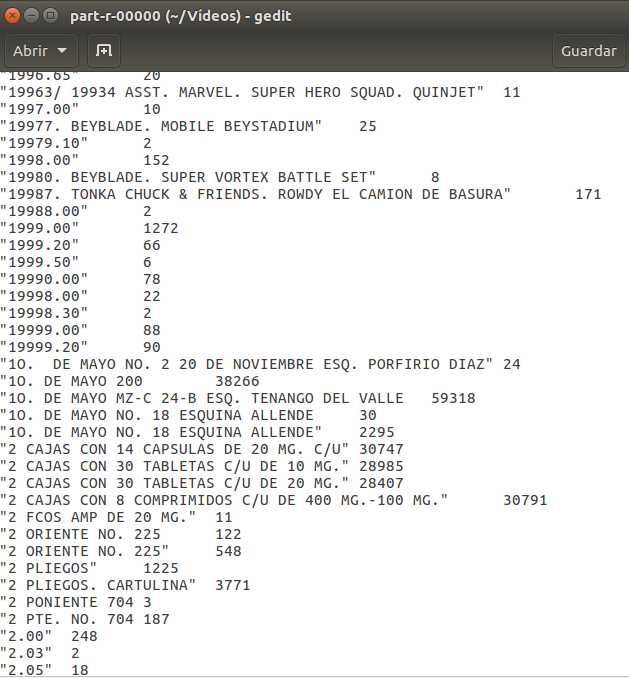 part-r-00000 (~/Vídeos) - gedit
Abrir Guardar
"1996.65" 20
"19963/ 19934 ASST. MARVEL. SUPER HERO SQUAD. QUINJET" 11
"1997.00" 10
"19977. BEYBLADE. MOBILE BEYSTADIUM" 25
"19979.10" 2
"1998.00" 152
"19980. BEYBLADE. SUPER VORTEX BATTLE SET" 8
"19987. TONKA CHUCK & FRIENDS. ROWDY EL CAMION DE BASURA" 171
"19988.00" 2
"1999.00" 1272
"1999.20" 66
"1999.50" 6
"19990.00" 78
"19998.00" 22
"19998.30" 2
"19999.00" 88
"19999.20" 90
"1O.  DE MAYO NO. 2 20 DE NOVIEMBRE ESQ. PORFIRIO DIAZ" 24
"1O. DE MAYO 200 38266
"1O. DE MAYO MZ-C 24-B ESQ. TENANGO DEL VALLE 59318
"1O. DE MAYO NO. 18 ESQUINA ALLENDE 30
"1O. DE MAYO NO. 18 ESQUINA ALLENDE" 2295
"2 CAJAS CON 14 CAPSULAS DE 20 MG. C/U" 30747
"2 CAJAS CON 30 TABLETAS C/U DE 10 MG." 28985
"2 CAJAS CON 30 TABLETAS C/U DE 20 MG." 28407
"2 CAJAS CON 8 COMPRIMIDOS C/U DE 400 MG.-100 MG." 30791
"2 FCOS AMP DE 20 MG." 11
"2 ORIENTE NO. 225 122
"2 ORIENTE NO. 225" 548
"2 PLIEGOS" 1225
"2 PLIEGOS. CARTULINA" 3771
"2 PONIENTE 704 3
"2 PTE. NO. 704 187
"2.00" 248
"2.03" 2
"2.05" 18